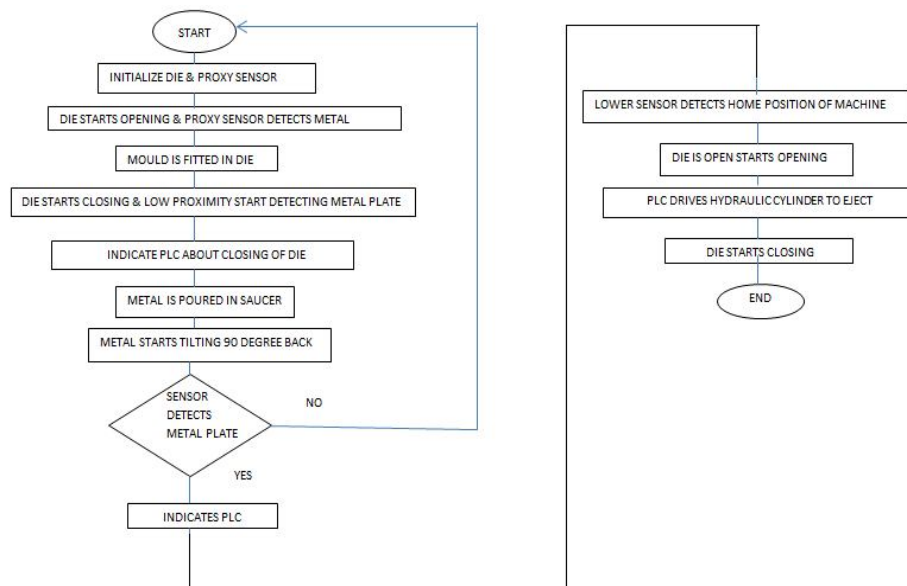 START
INITIALIZE DIE & PROXY SENSOR
DIE STARTS OPENING & PROXY SENSOR DETECTS METAL
MOULD IS FITTED IN DIE
DIE STARTS CLOSING & LOW PROXIMITY START DETECTING METAL PLATE
INDICATE PLC ABOUT CLOSING OF DIE
METAL IS POURED IN SAUCER
METAL STARTS TILTING 90 DEGREE BACK
SENSOR
DETECTS
METAL PLATE
NO
YES
INDICATES PLC
LOWER SENSOR DETECTS HOME POSITION OF MACHINE
DIE IS OPEN STARTS OPENING
PLC DRIVES HYDRAULIC CYLINDER TO EJECT
DIE STARTS CLOSING
END